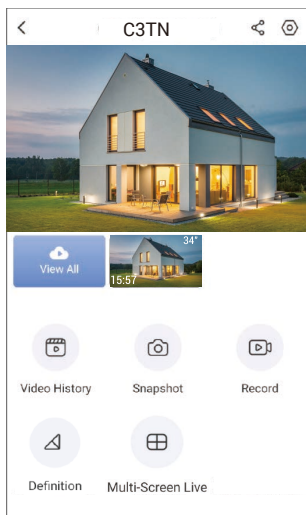 C3TN
View All
34"
15:57
Video History
Snapshot
Record
Definition
Multi-Screen Live